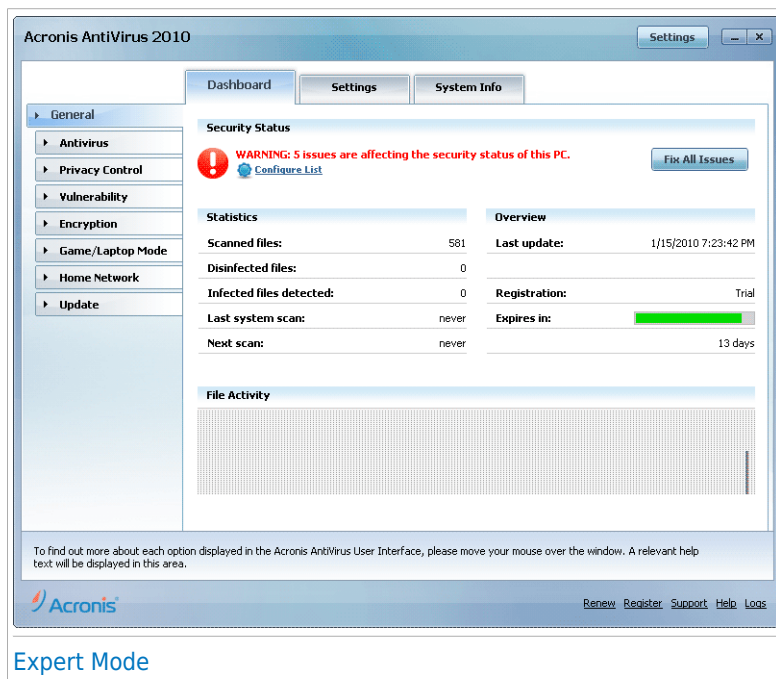 Acronis AntiVirus 2010
Settings
Dashboard
Settings
System Info
General
Antivirus
Privacy Control
Vulnerability
Encryption
Game/Laptop Mode
Home Network
Update
Security Status
WARNING: 5 issues are affecting the security status of this PC.
Configure List
Fix All Issues
Statistics
Scanned files: 581
Disinfected files: 0
Infected files detected: 0
Last system scan: never
Next scan: never
Overview
Last update: 1/15/2010 7:23:42 PM
Registration: Trial
Expires in:
13 days
File Activity
To find out more about each option displayed in the Acronis AntiVirus User Interface, please move your mouse over the window. A relevant help
text will be displayed in this area.
Acronis
Renew Register Support Help Logs
Expert Mode